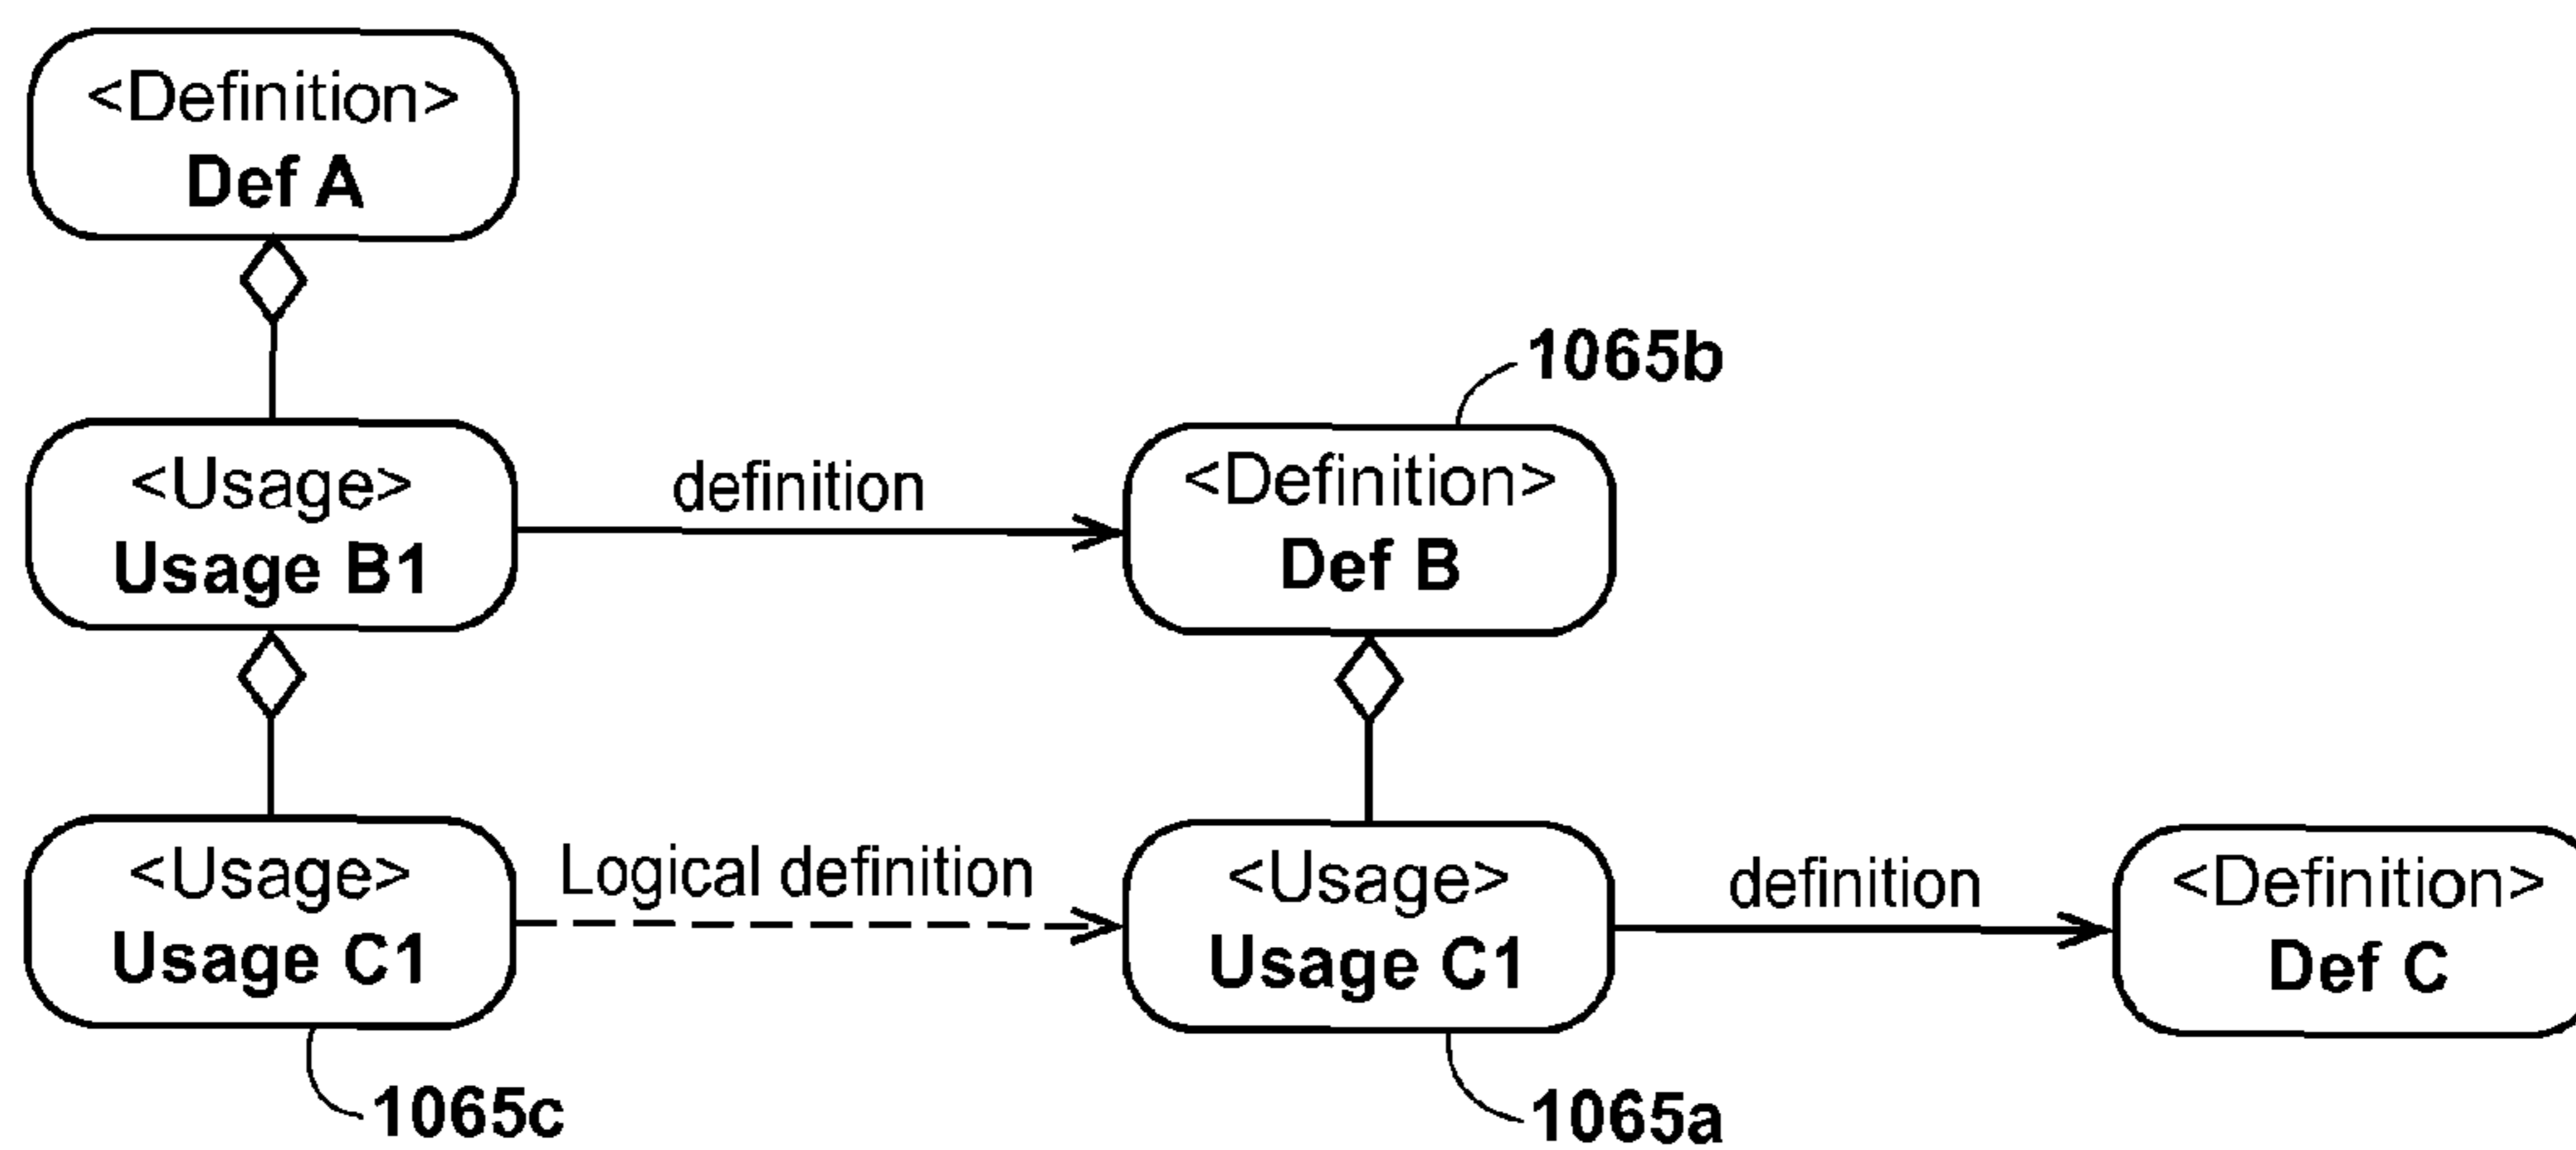 <Definition>
Def A
1065b
<Usage>
Usage B1
definition
<Definition>
Def B
<Usage>
Usage C1
Logical definition
<Usage>
Usage C1
definition
<Definition>
Def C
1065c
1065a